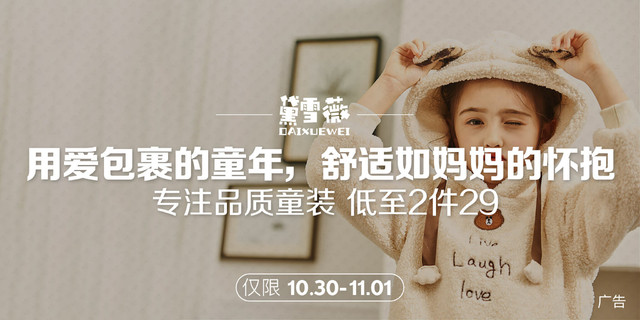 黛雪薇
DAIXUEWEI
用爱包裹的童年，舒适如妈妈的怀抱
专注品质童装 低至2件29
仅限 10.30-11.01
Live
Laugh
love
广告